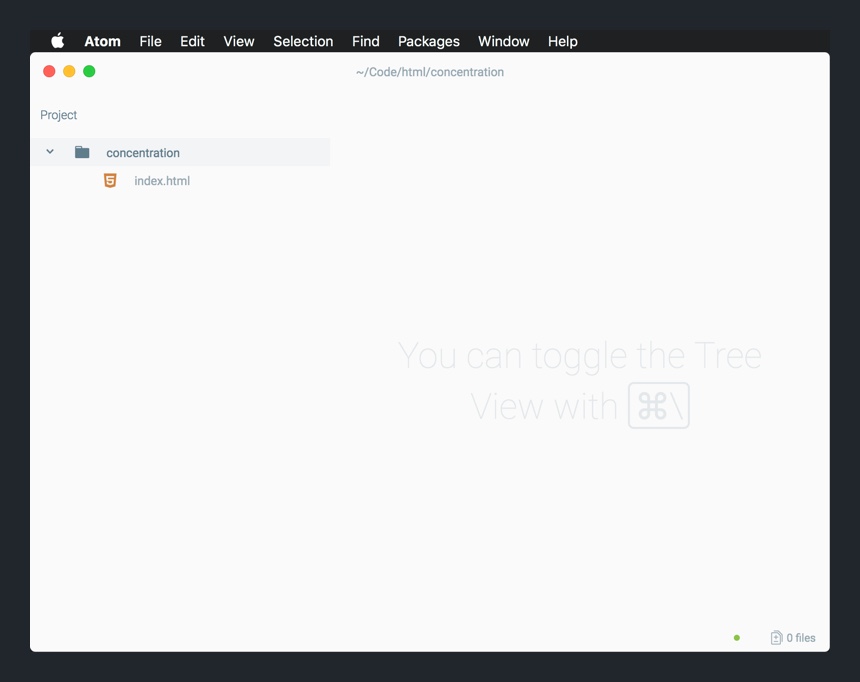 Atom File Edit View Selection Find Packages Window Help
~/Code/html/concentration
Project
concentration
index.html
You can toggle the Tree
View with ⌘\
0 files